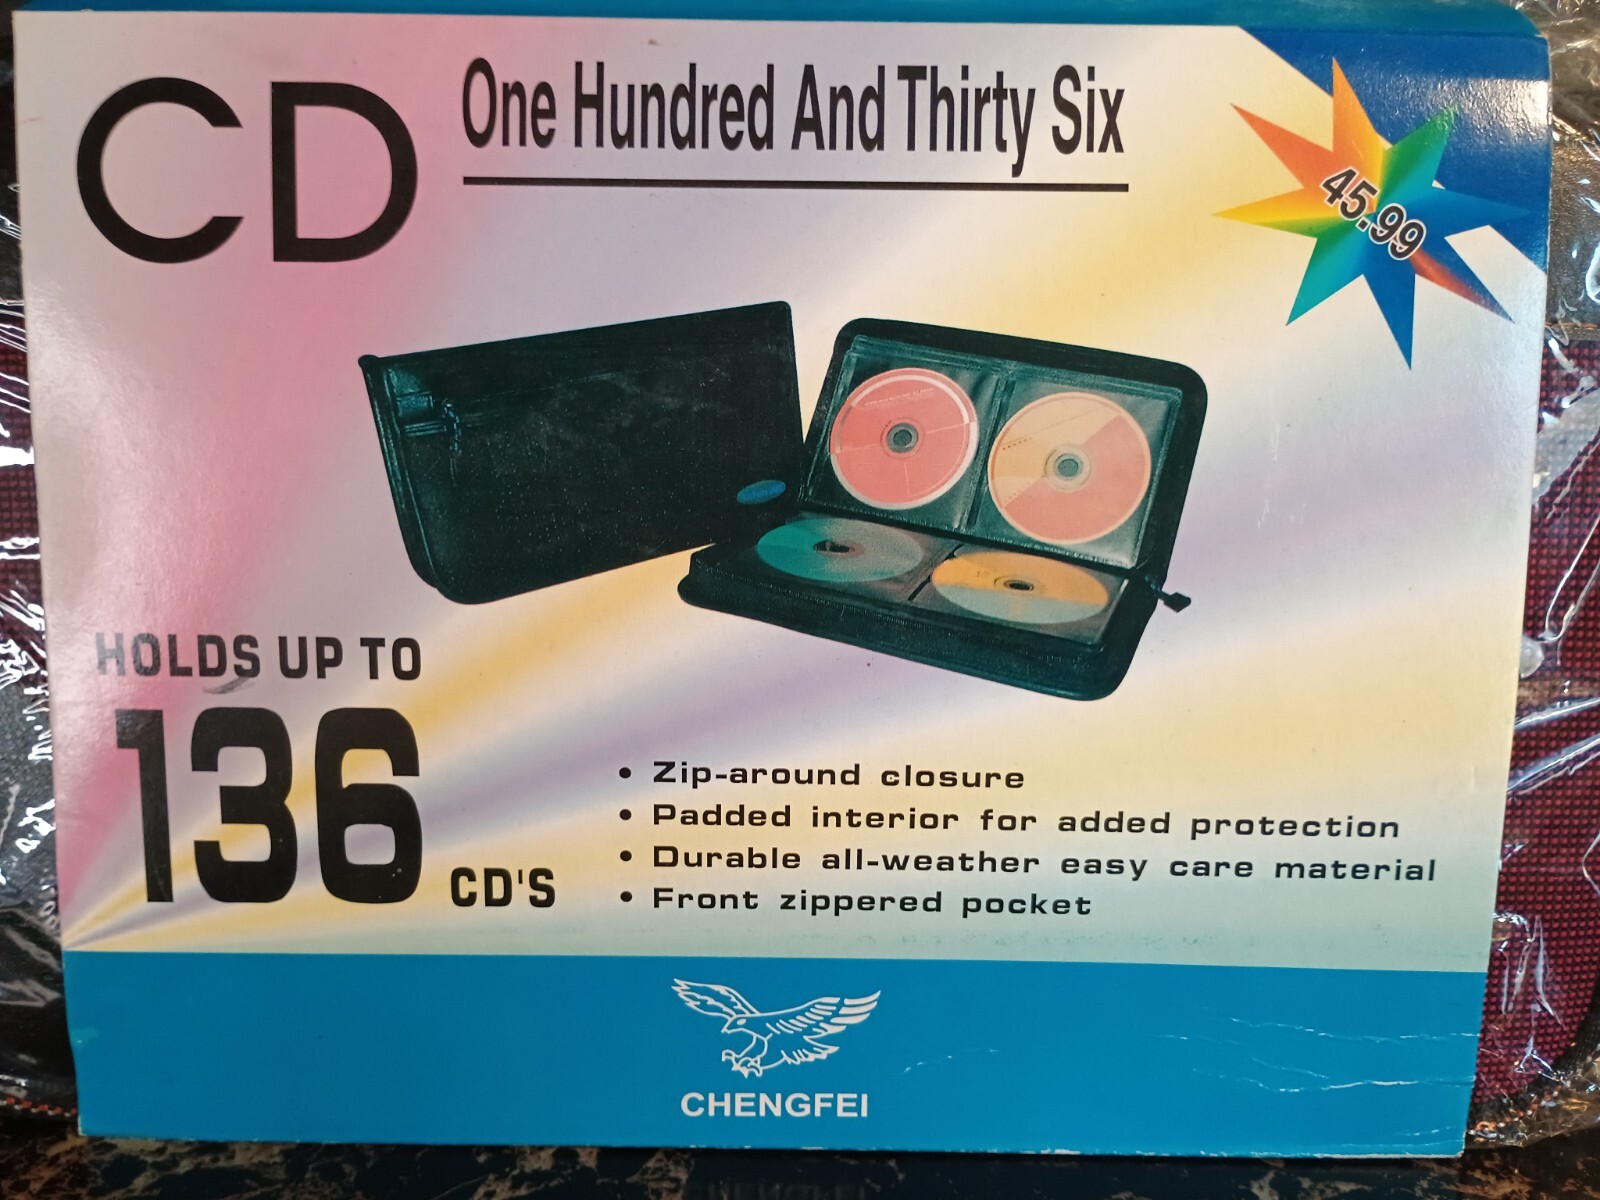 CD
One Hundred And Thirty Six
45.99
HOLDS UP TO
136
CD'S
• Zip-around closure
• Padded interior for added protection
• Durable all-weather easy care material
• Front zippered pocket
CHENGFEI